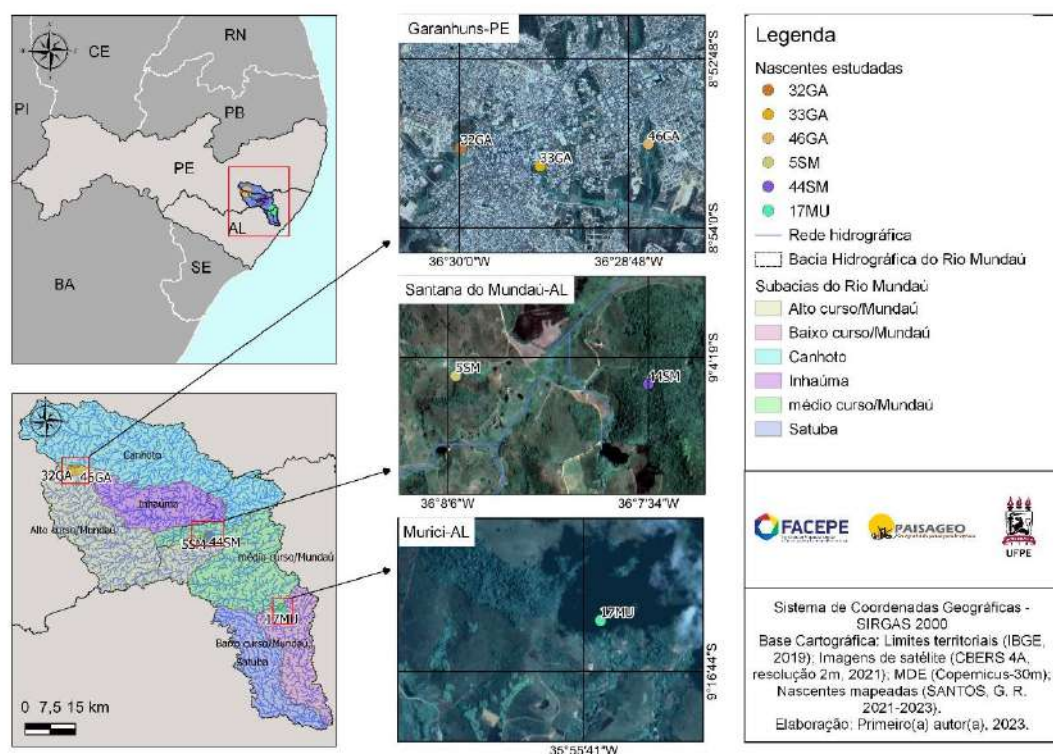 CE
RN
PI
PB
PE
AL
SE
BA
Garanhuns-PE
32GA
33GA
46GA
8°52'48"S
8°54'0"S
36°30'0"W
36°28'48"W
Santana do Mundaú-AL
5SM
44SM
9°4'19"S
36°8'6"W
36°7'34"W
Murici-AL
17MU
9°16'44"S
35°55'41"W
Canhoto
32GA
46GA
Inhaúma
Alto curso/Mundaú
5SM
44SM
médio curso/Mundaú
17MU
Baixo curso/Mundaú
Satuba
0 7,5 15 km
Legenda
Nascentes estudadas
32GA
33GA
46GA
5SM
44SM
17MU
Rede hidrográfica
Bacia Hidrográfica do Rio Mundaú
Subacias do Rio Mundaú
Alto curso/Mundaú
Baixo curso/Mundaú
Canhoto
Inhaúma
médio curso/Mundaú
Satuba
FACEPE
PAISAGEO
UFPE
Sistema de Coordenadas Geográficas -
SIRGAS 2000
Base Cartográfica: Limites territoriais (IBGE,
2019); Imagens de satélite (CBERS 4A,
resolução 2m, 2021); MDE (Copernicus-30m);
Nascentes mapeadas (SANTOS, G. R.
2021-2023).
Elaboração: Primeiro(a) autor(a), 2023.